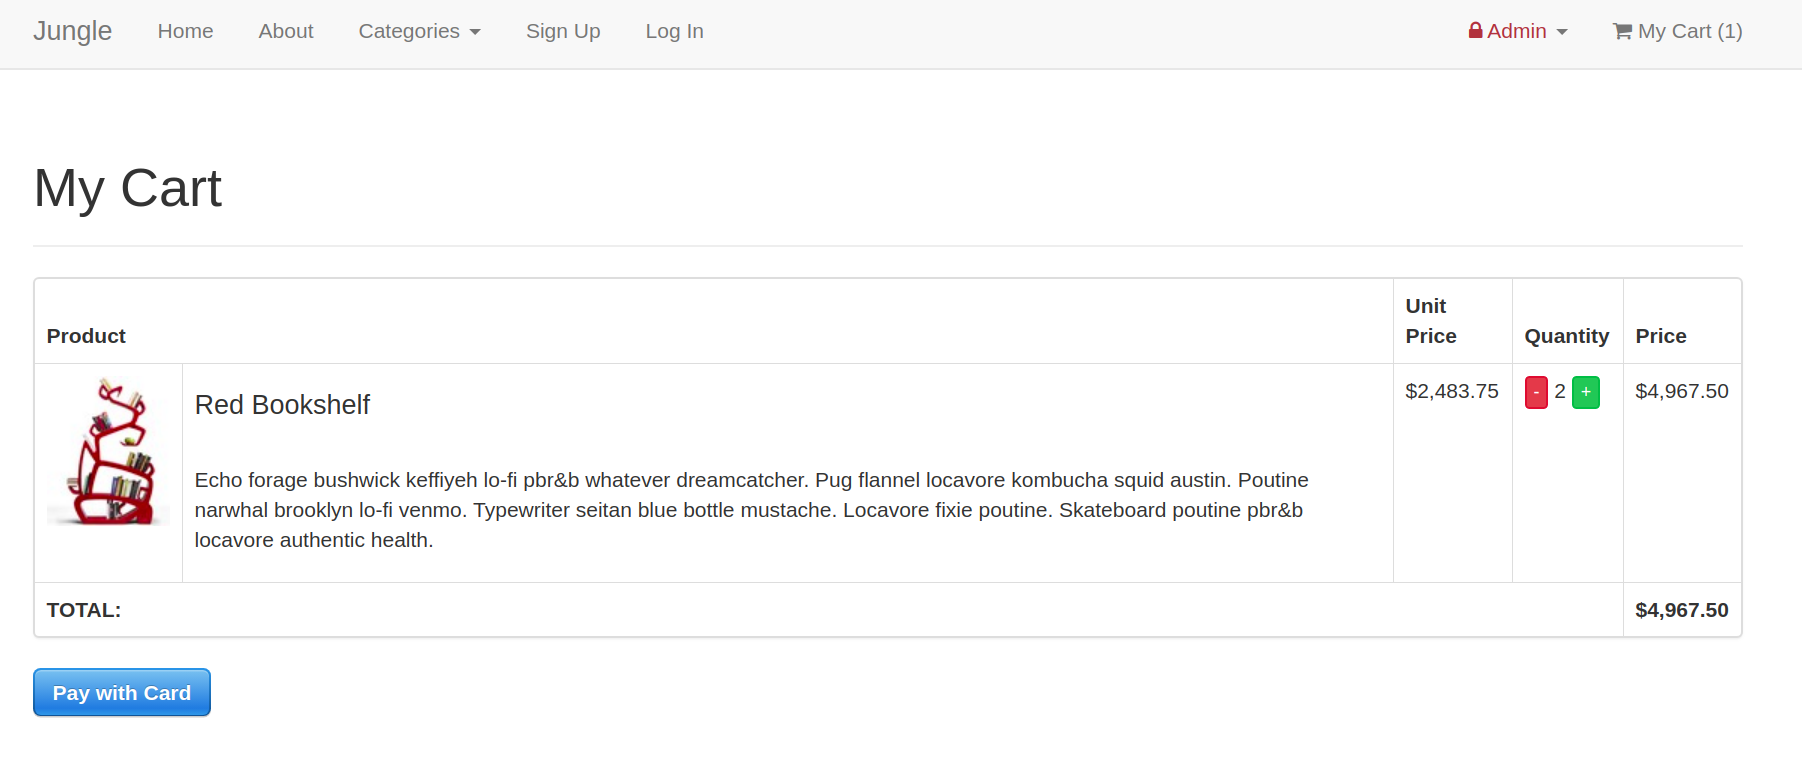 Jungle Home About Categories Sign Up Log In Admin My Cart (1)
My Cart
Product Unit Price Quantity Price
Red Bookshelf $2,483.75 - 2 + $4,967.50
Echo forage bushwick keffiyeh lo-fi pbr&b whatever dreamcatcher. Pug flannel locavore kombucha squid austin. Poutine
narwhal brooklyn lo-fi venmo. Typewriter seitan blue bottle mustache. Locavore fixie poutine. Skateboard poutine pbr&b
locavore authentic health.
TOTAL: $4,967.50
Pay with Card